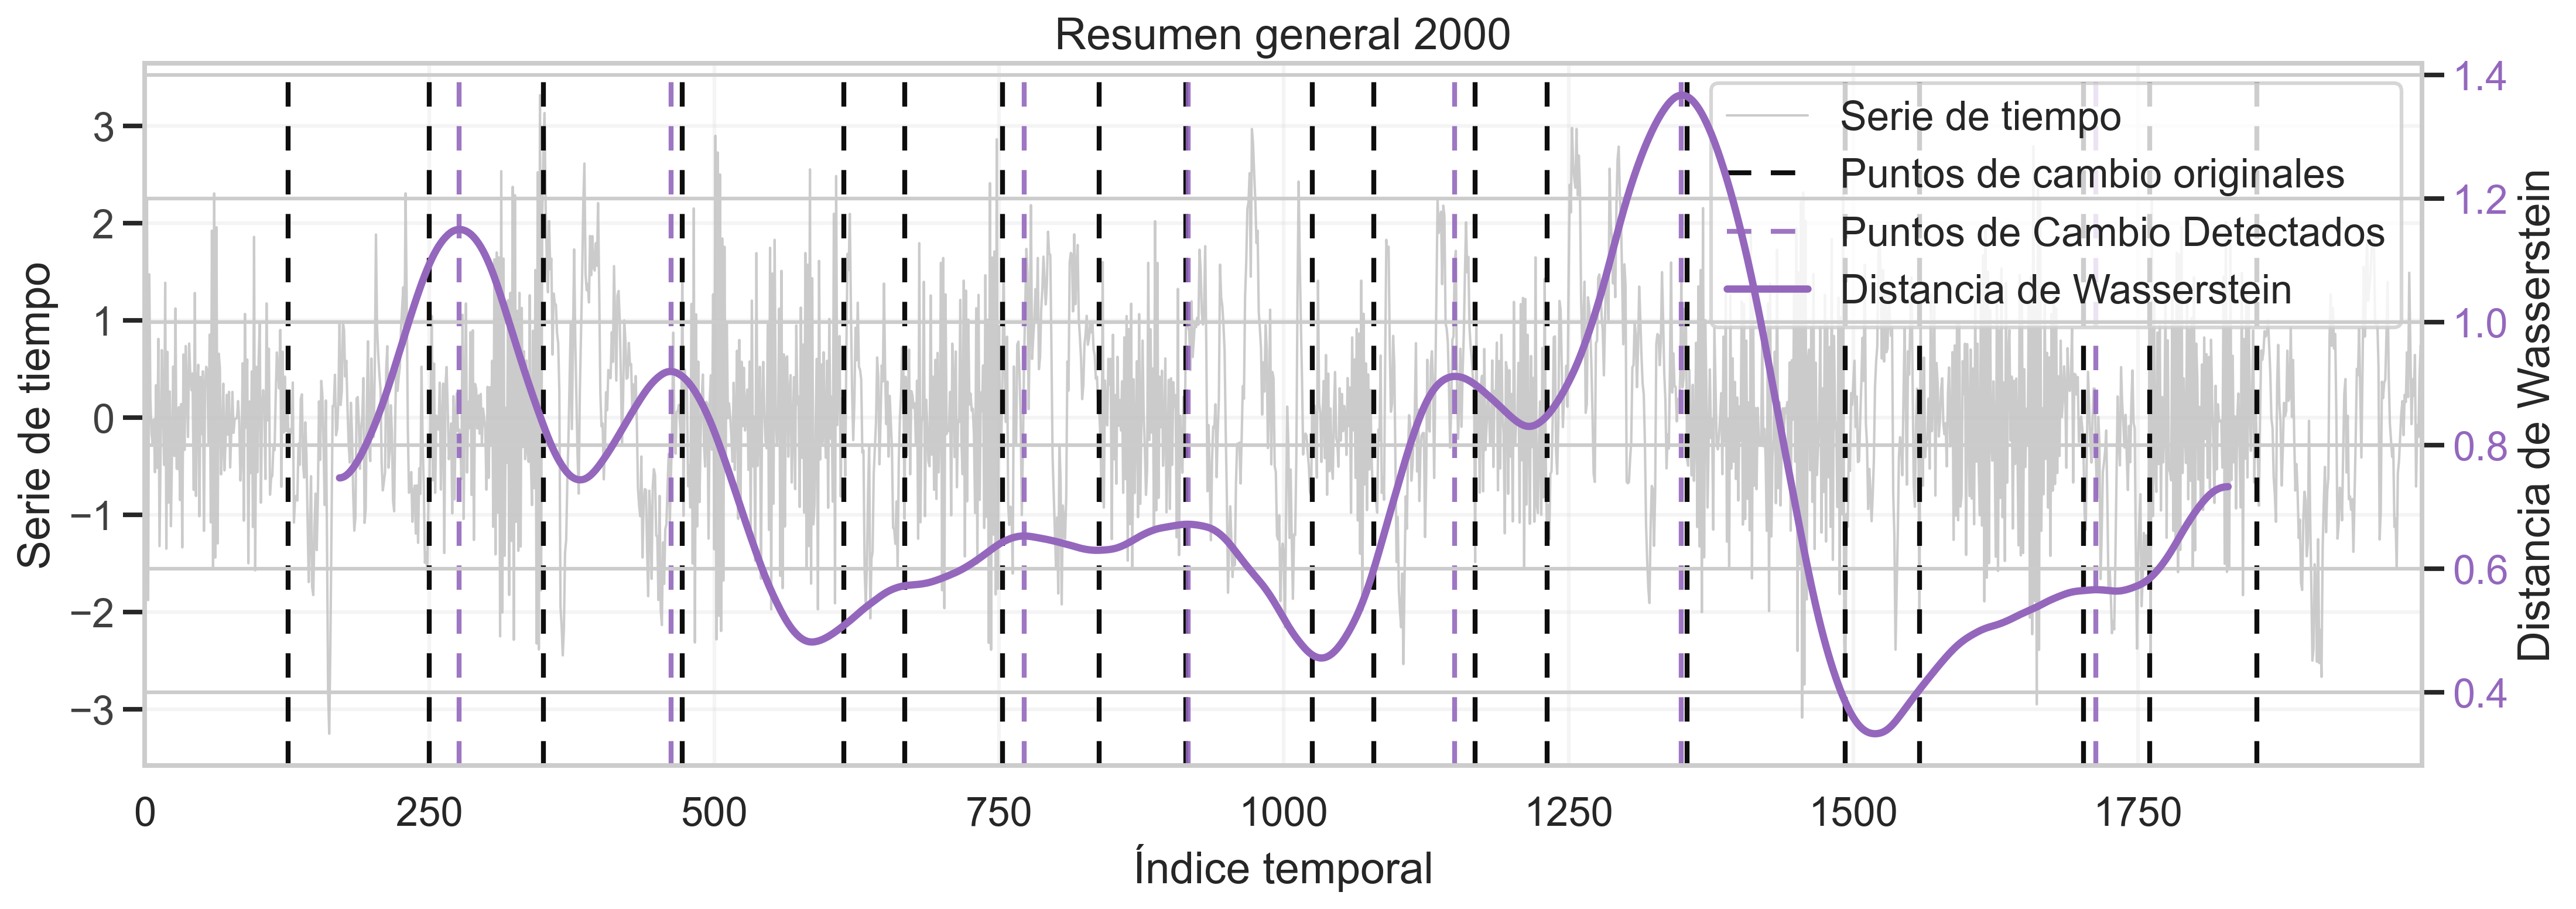 Resumen general 2000
Serie de tiempo
3
2
1
0
−1
−2
−3
1.4
1.2
1.0
0.8
0.6
0.4
Distancia de Wasserstein
Serie de tiempo
Puntos de cambio originales
Puntos de Cambio Detectados
Distancia de Wasserstein
0 250 500 750 1000 1250 1500 1750
Índice temporal